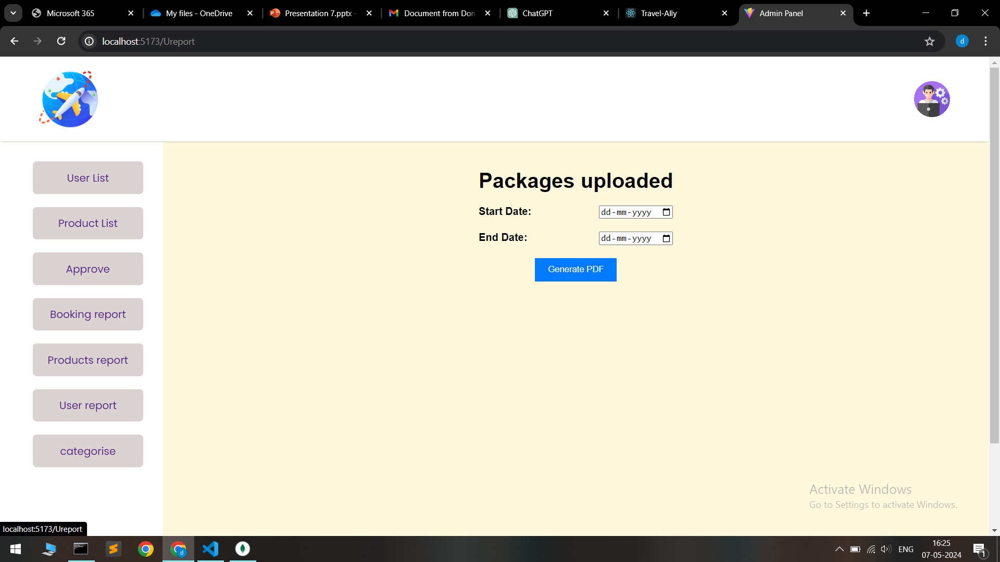 Microsoft 365
My files - OneDrive
Presentation 7.pptx -
Document from Don
ChatGPT
Travel-Ally
Admin Panel
localhost:5173/Ureport
d
User List
Product List
Approve
Booking report
Products report
User report
categorise
Packages uploaded
Start Date:
dd-mm-yyyy
End Date:
dd-mm-yyyy
Generate PDF
Activate Windows
Go to Settings to activate Windows.
localhost:5173/Ureport
d
ENG
16:25
07-05-2024
1